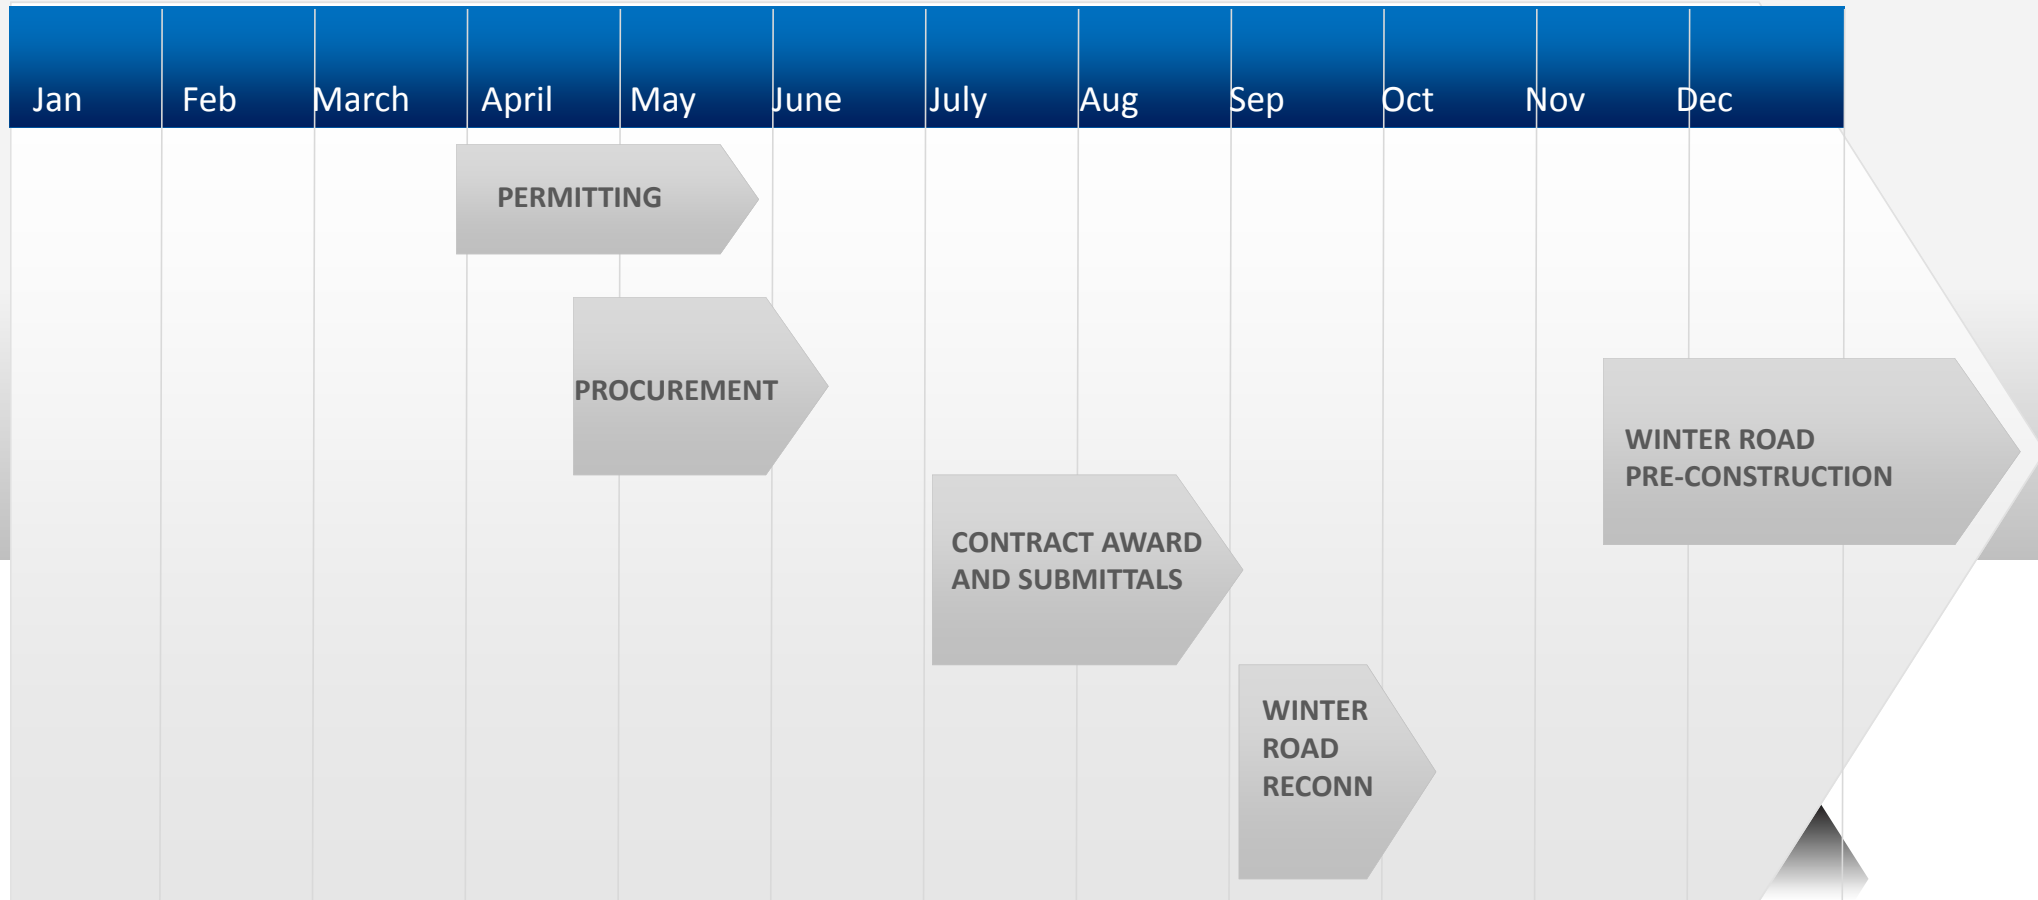 Jan Feb March April May June July Aug Sep Oct Nov Dec
PERMITTING
PROCUREMENT
WINTER ROAD
PRE-CONSTRUCTION
CONTRACT AWARD
AND SUBMITTALS
WINTER
ROAD
RECONN